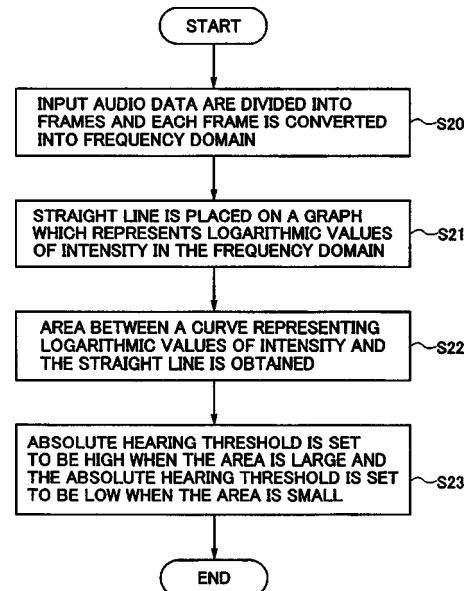 START
INPUT AUDIO DATA ARE DIVIDED INTO
FRAMES AND EACH FRAME IS CONVERTED
INTO FREQUENCY DOMAIN
S20
STRAIGHT LINE IS PLACED ON A GRAPH
WHICH REPRESENTS LOGARITHMIC VALUES
OF INTENSITY IN THE FREQUENCY DOMAIN
S21
AREA BETWEEN A CURVE REPRESENTING
LOGARITHMIC VALUES OF INTENSITY AND
THE STRAIGHT LINE IS OBTAINED
S22
ABSOLUTE HEARING THRESHOLD IS SET
TO BE HIGH WHEN THE AREA IS LARGE AND
THE ABSOLUTE HEARING THRESHOLD IS SET
TO BE LOW WHEN THE AREA IS SMALL
S23
END